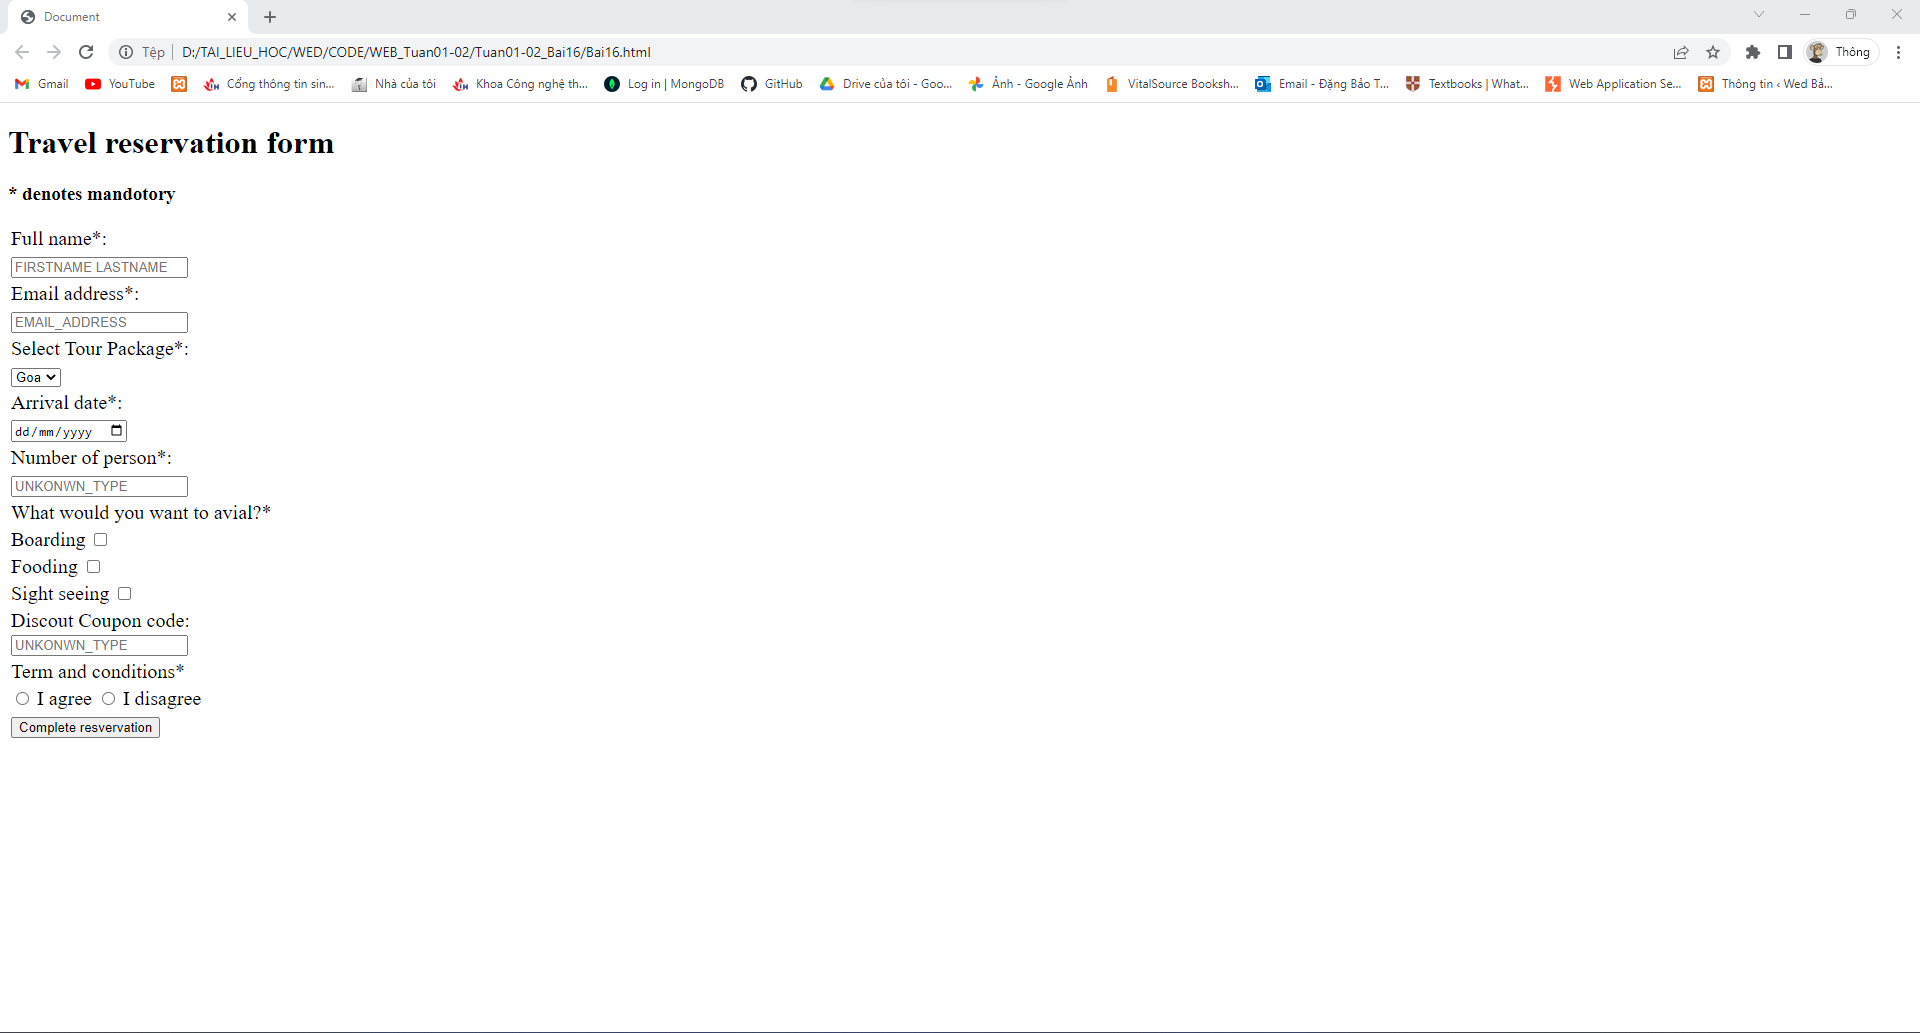 Document
Tệp D:/TAI_LIEU_HOC/WED/CODE/WEB_Tuan01-02/Tuan01-02_Bai16/Bai16.html Thông
Gmail YouTube Cổng thông tin sin... Nhà của tôi Khoa Công nghệ th... Log in | MongoDB GitHub Drive của tôi - Goo... Ảnh - Google Ảnh VitalSource Booksh... Email - Đặng Bảo T... Textbooks | What... Web Application Se... Thông tin ‹ Wed Bả...
Travel reservation form
* denotes mandotory
Full name*:
FIRSTNAME LASTNAME
Email address*:
EMAIL_ADDRESS
Select Tour Package*:
Goa
Arrival date*:
dd/mm/yyyy
Number of person*:
UNKONWN_TYPE
What would you want to avial?*
Boarding
Fooding
Sight seeing
Discout Coupon code:
UNKONWN_TYPE
Term and conditions*
I agree I disagree
Complete resvervation